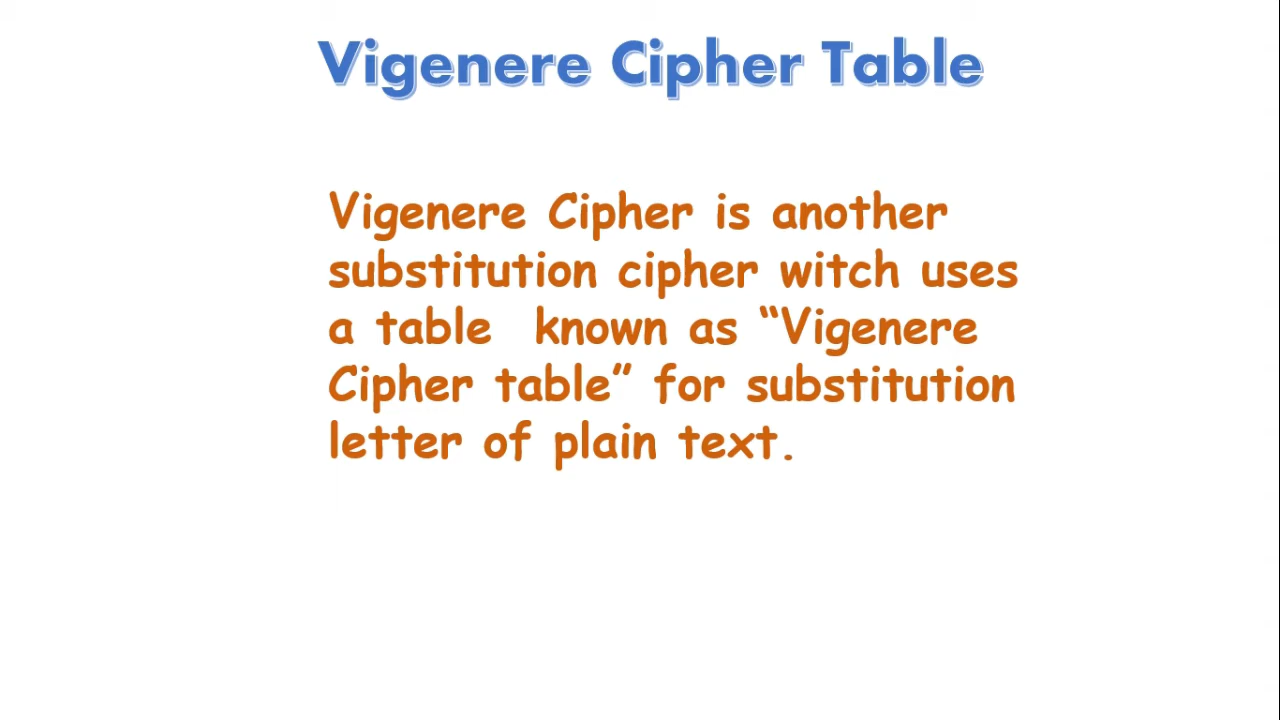 Vigenere Cipher Table
Vigenere Cipher is another
substitution cipher witch uses
a table  known as “Vigenere
Cipher table” for substitution
letter of plain text.